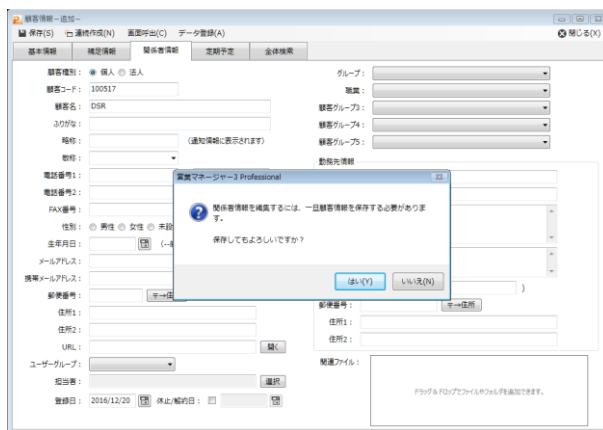 顧客情報－追加－
保存(S) 連続作成(N) 画面呼出(C) データ登録(A) 閉じる(X)
基本情報 補足情報 関係者情報 定期予定 全体検索
顧客種別： 個人 法人
顧客コード： 100517
顧客名： DSR
ふりがな：
略称： (通知情報に表示されます)
敬称：
電話番号1：
電話番号2：
FAX番号：
性別： 男性 女性 未設
生年月日：
メールアドレス：
携帯メールアドレス：
郵便番号： 〒→住
住所1：
住所2：
URL： 開く
ユーザーグループ：
担当者： 選択
登録日： 2016/12/20 休止/解約日：
グループ：
職業：
顧客グループ3：
顧客グループ4：
顧客グループ5：
勤務先情報
営業マネージャー3 Professional
関係者情報を編集するには、一旦顧客情報を保存する必要がありま
す。
保存してもよろしいですか？
はい(Y) いいえ(N)
)
郵便番号： 〒→住所
住所1：
住所2：
関連ファイル：
ドラッグ & ドロップでファイルやフォルダを追加できます。